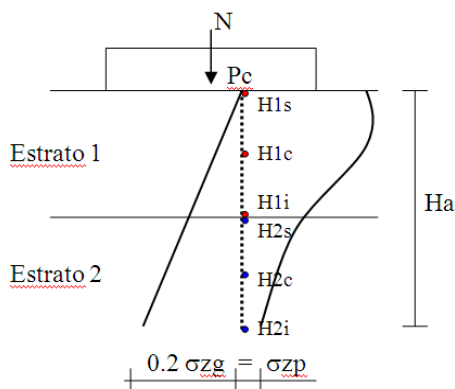 N
Pc
H1s
Estrato 1
H1c
H1i
H2s
Ha
Estrato 2
H2c
H2i
0.2 σzg = σzp